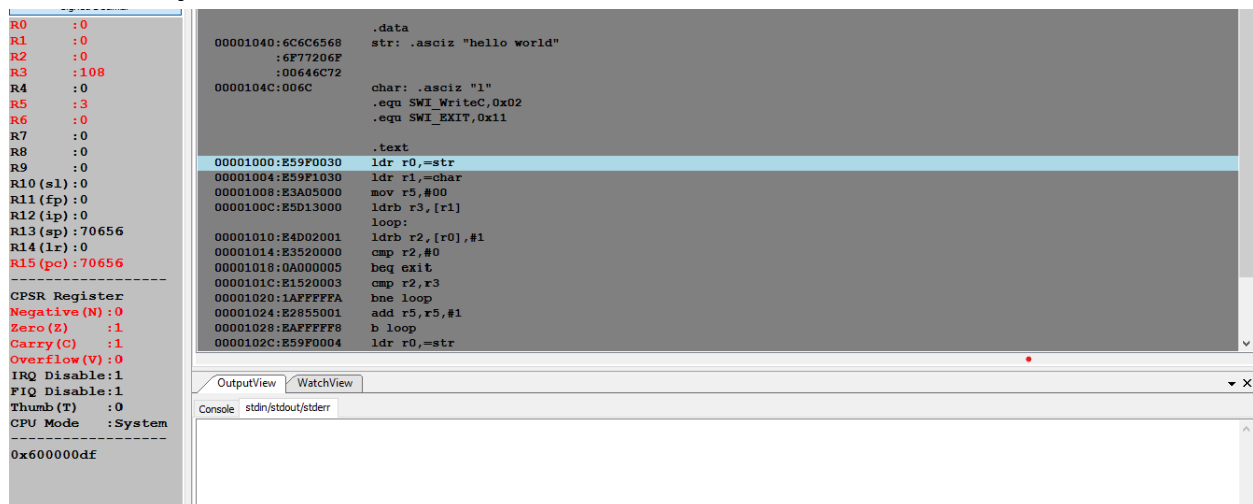 R0 :0
R1 :0
R2 :0
R3 :108
R4 :0
R5 :3
R6 :0
R7 :0
R8 :0
R9 :0
R10(sl):0
R11(fp):0
R12(ip):0
R13(sp):70656
R14(lr):0
R15(pc):70656
------------------
CPSR Register
Negative(N):0
Zero(Z) :1
Carry(C) :1
Overflow(V):0
IRQ Disable:1
FIQ Disable:1
Thumb(T) :0
CPU Mode :System
------------------
0x600000df
.data
00001040:6C6C6568 str: .asciz "hello world"
:6F77206F
:00646C72
0000104C:006C char: .asciz "l"
.equ SWI_WriteC,0x02
.equ SWI_EXIT,0x11
.text
00001000:E59F0030 ldr r0,=str
00001004:E59F1030 ldr r1,=char
00001008:E3A05000 mov r5,#00
0000100C:E5D13000 ldrb r3,[r1]
loop:
00001010:E4D02001 ldrb r2,[r0],#1
00001014:E3520000 cmp r2,#0
00001018:0A000005 beq exit
0000101C:E1520003 cmp r2,r3
00001020:1AFFFFFA bne loop
00001024:E2855001 add r5,r5,#1
00001028:EAFFFFF8 b loop
0000102C:E59F0004 ldr r0,=str
OutputView WatchView
Console stdin/stdout/stderr